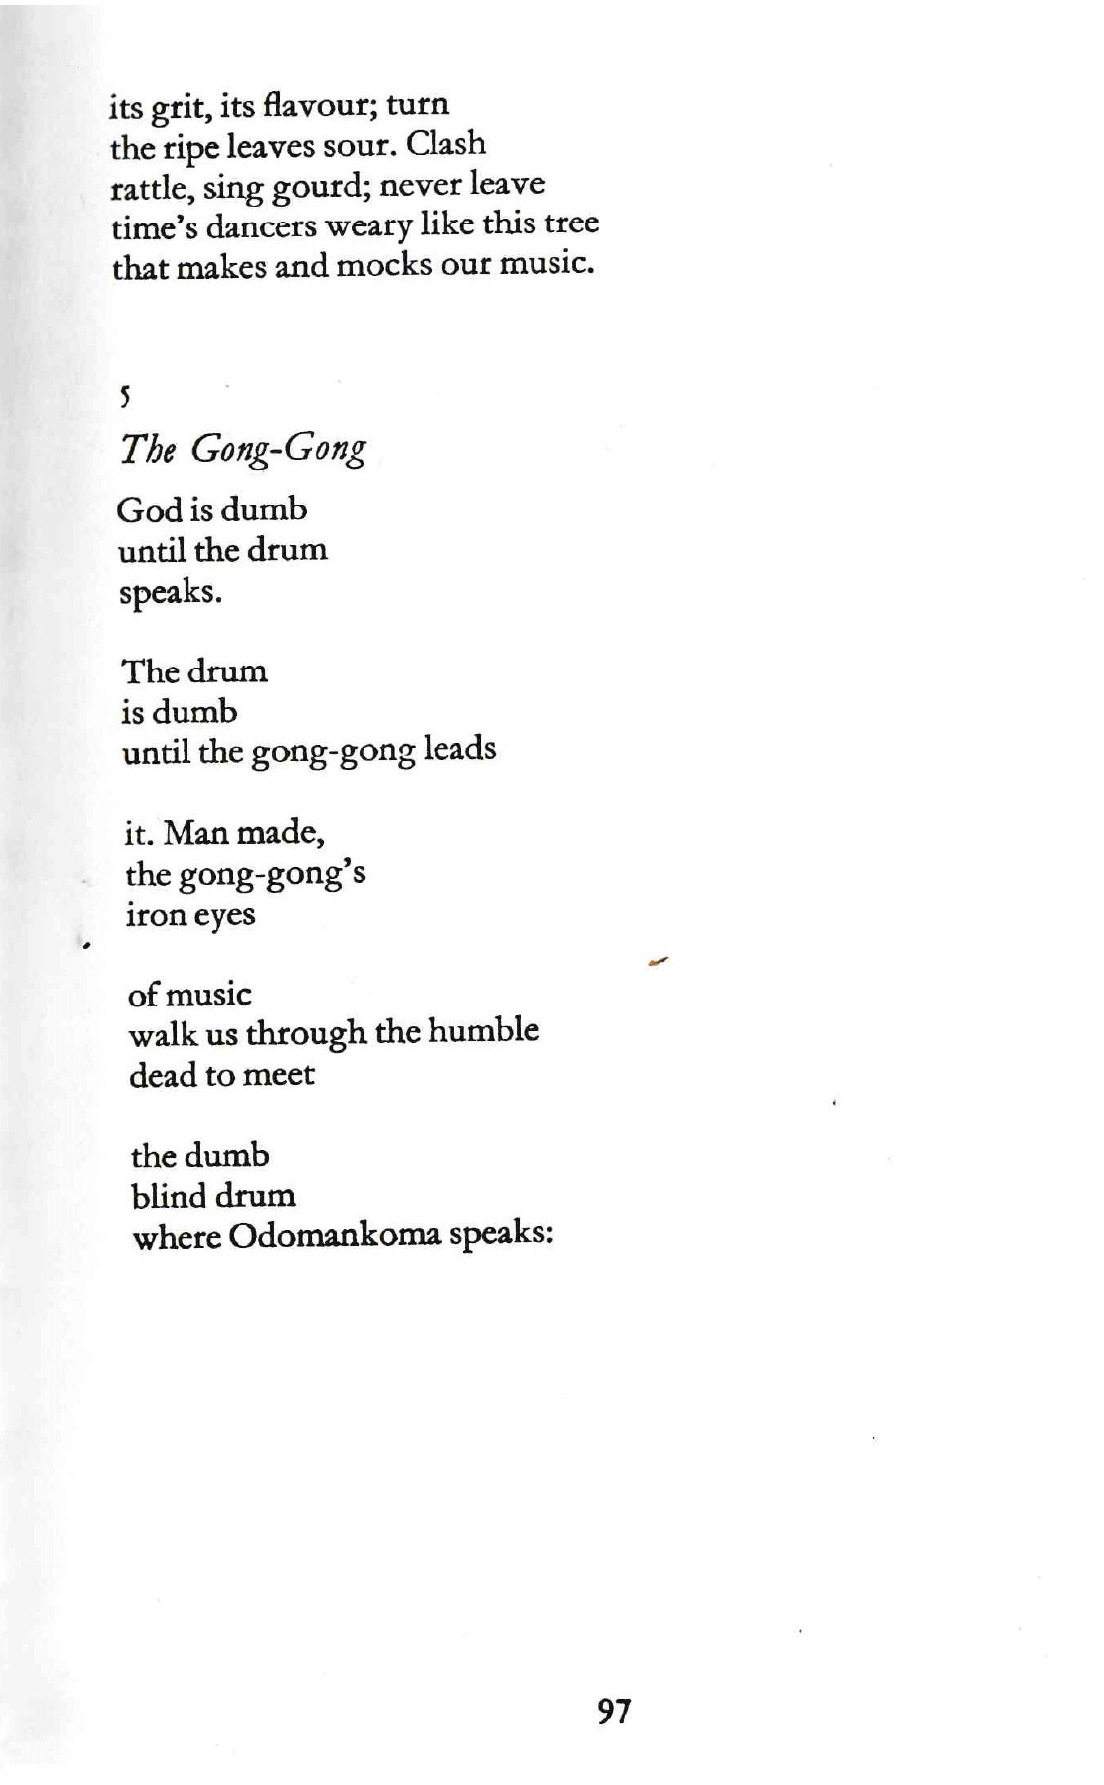 its grit, its flavour; turn
the ripe leaves sour. Clash
rattle, sing gourd; never leave
time's dancers weary like this tree
that makes and mocks our music.
5
The Gong-Gong
God is dumb
until the drum
speaks.
The drum
is dumb
until the gong-gong leads
it. Man made,
the gong-gong's
iron eyes
of music
walk us through the humble
dead to meet
the dumb
blind drum
where Odomankoma speaks:
97